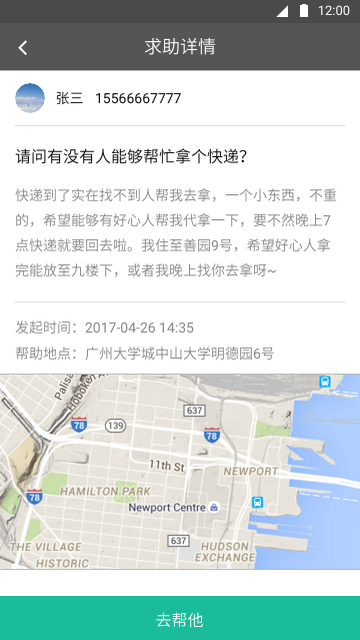 12:00
求助详情
张三 15566667777
请问有没有人能够帮忙拿个快递？
快递到了实在找不到人帮我去拿，一个小东西，不重
的，希望能够有好心人帮我代拿一下，要不然晚上7
点快递就要回去啦。我住至善园9号，希望好心人拿
完能放至九楼下，或者我晚上找你去拿呀~
发起时间：2017-04-26 14:35
帮助地点：广州大学城中山大学明德园6号
Palisa
Hoboken
637
78
139
78
11th St
NEWPORT
78
HAMILTON PARK
Newport Centre
637
THE VILLAGE
HUDSON
EXCHANGE
HISTORIC
去帮他